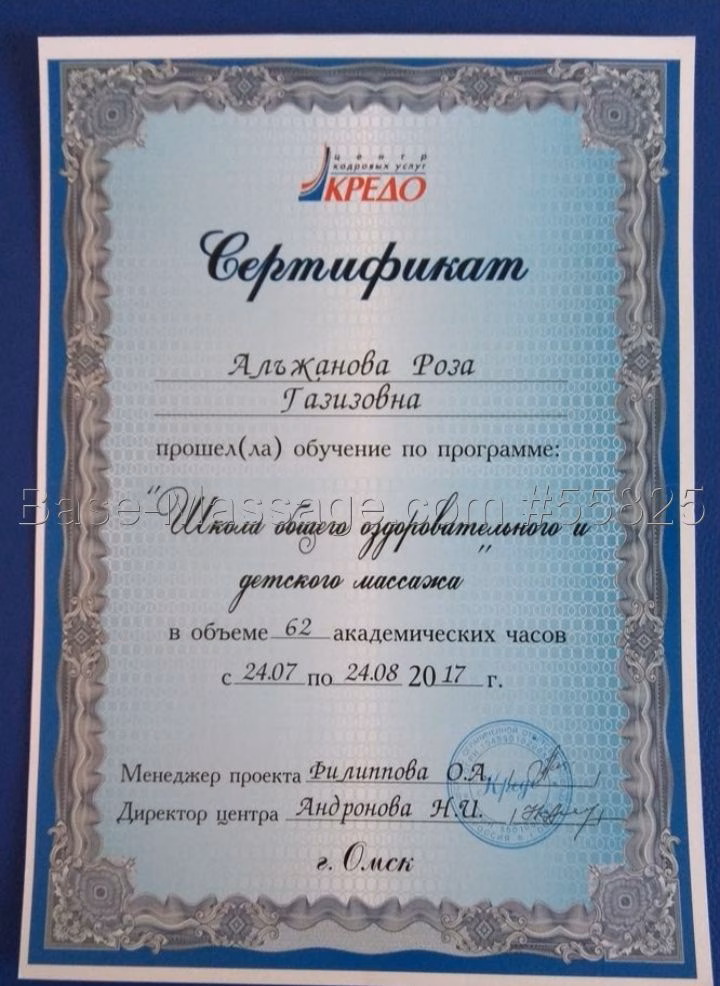 центр
кадровых услуг
КРЕДО
Сертификат
Альжанова Роза
Газизовна
прошел(ла) обучение по программе:
Base-Massage.com #55825
"Школа общего оздоровательного и
детского массажа"
в объеме 62 академических часов
с 24.07 по 24.08 2017 г.
Менеджер проекта Филиппова О.А.
Директор центра Андронова Н.И.
Кредо
г. Омск